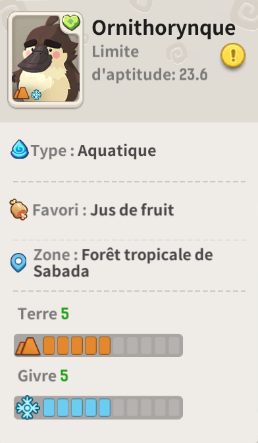 Ornithorynque
Limite
d'aptitude: 23.6
!
Type : Aquatique
Favori : Jus de fruit
Zone : Forêt tropicale de
Sabada
Terre 5
Givre 5